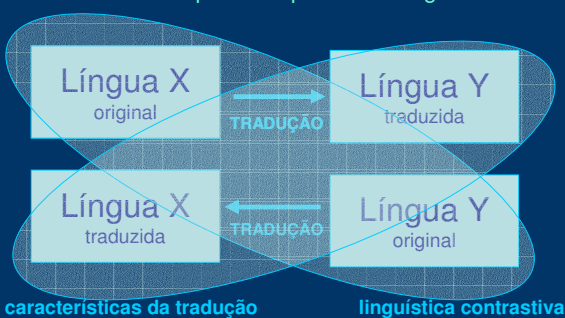 Língua X
original
TRADUÇÃO
Língua Y
traduzida
Língua X
traduzida
TRADUÇÃO
Língua Y
original
características da tradução
linguística contrastiva